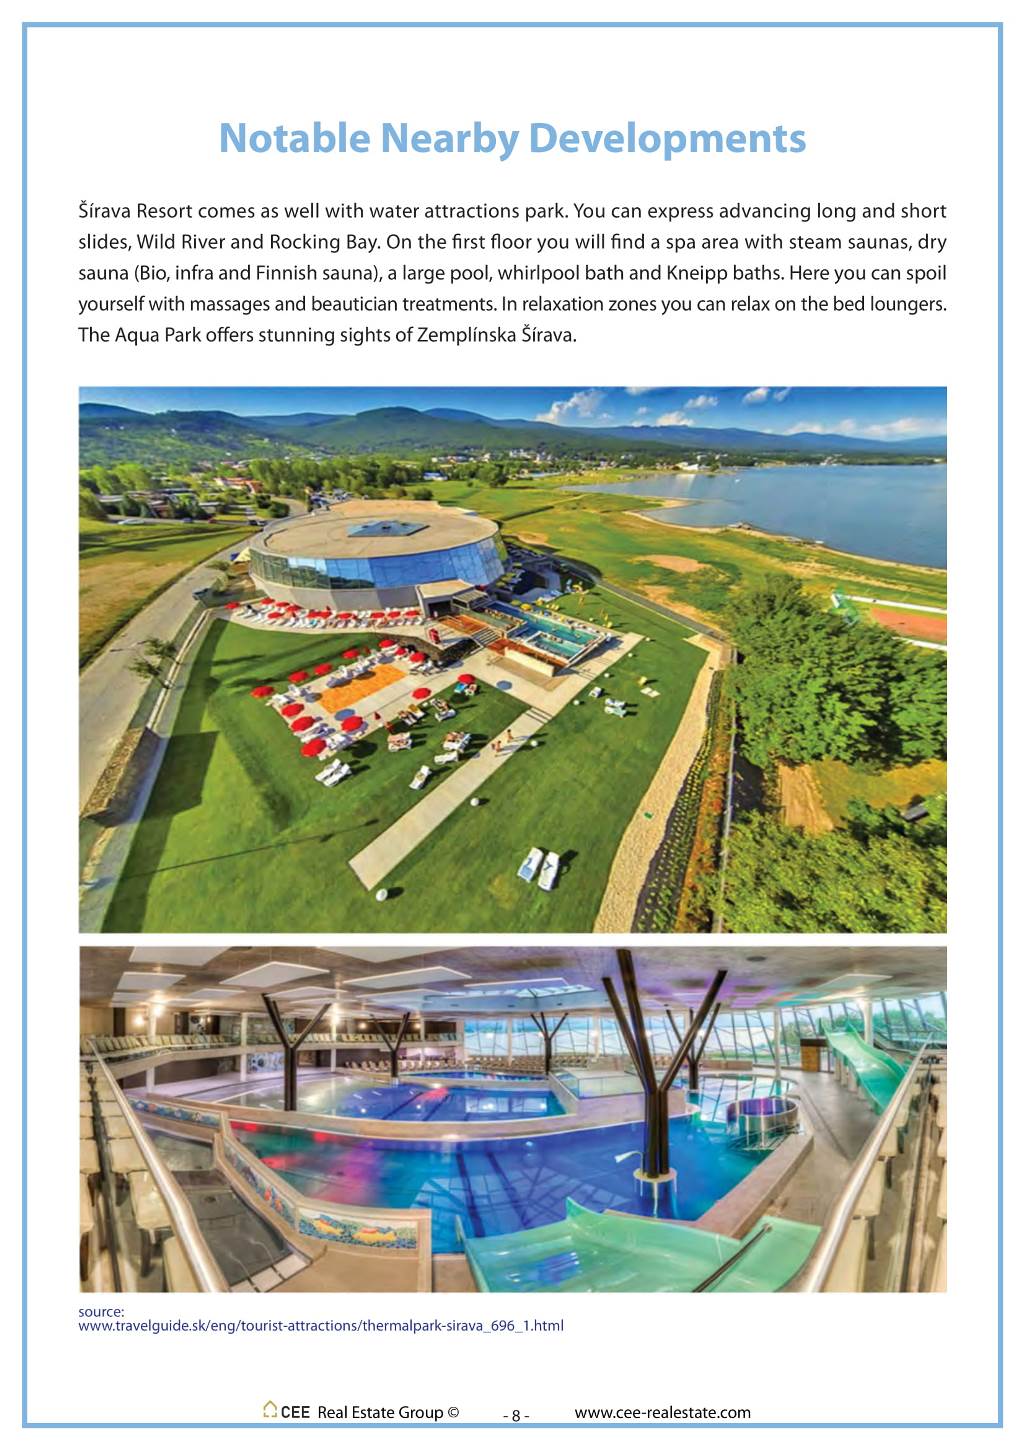 Notable Nearby Developments
Šírava Resort comes as well with water attractions park. You can express advancing long and short
slides, Wild River and Rocking Bay. On the first floor you will find a spa area with steam saunas, dry
sauna (Bio, infra and Finnish sauna), a large pool, whirlpool bath and Kneipp baths. Here you can spoil
yourself with massages and beautician treatments. In relaxation zones you can relax on the bed loungers.
The Aqua Park offers stunning sights of Zemplínska Šírava.
source:
www.travelguide.sk/eng/tourist-attractions/thermalpark-sirava_696_1.html
CEE Real Estate Group © - 8 - www.cee-realestate.com